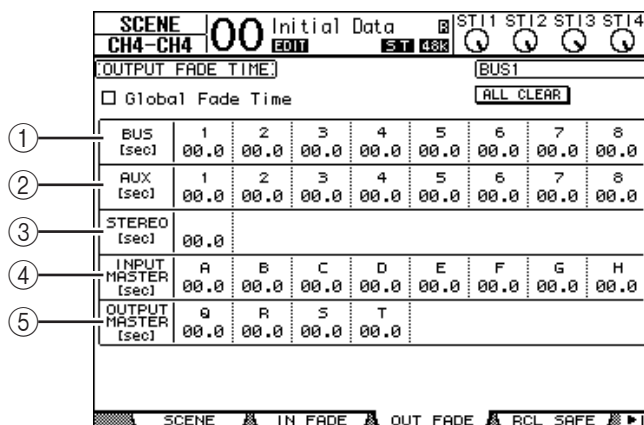 SCENE
CH4-CH4
00 Initial Data
EDIT
R
ST 48k
STI1 STI2 STI3 STI4
OUTPUT FADE TIME
BUS1
Global Fade Time
ALL CLEAR
① BUS [sec] 1 2 3 4 5 6 7 8
00.0 00.0 00.0 00.0 00.0 00.0 00.0 00.0
② AUX [sec] 1 2 3 4 5 6 7 8
00.0 00.0 00.0 00.0 00.0 00.0 00.0 00.0
③ STEREO [sec]
00.0
④ INPUT MASTER [sec] A B C D E F G H
00.0 00.0 00.0 00.0 00.0 00.0 00.0 00.0
⑤ OUTPUT MASTER [sec] Q R S T
00.0 00.0 00.0 00.0
SCENE IN FADE OUT FADE RCL SAFE